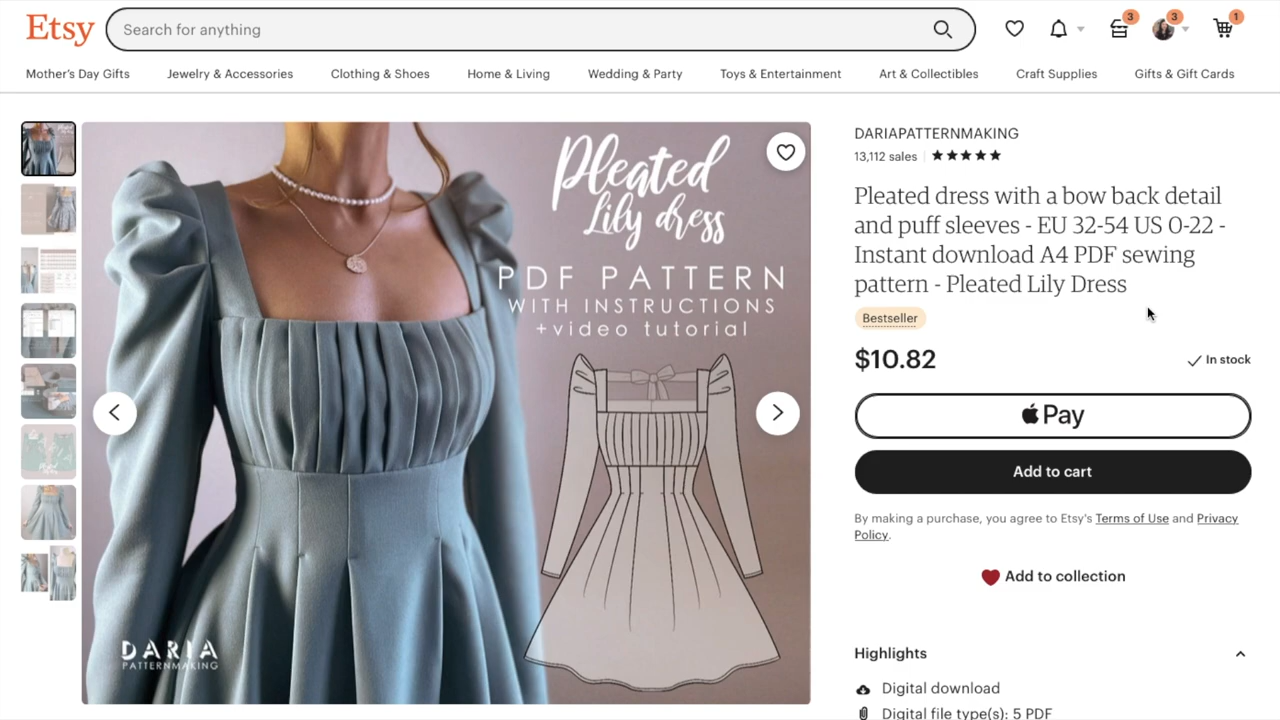 Etsy
Search for anything
3
3
1
Mother's Day Gifts
Jewelry & Accessories
Clothing & Shoes
Home & Living
Wedding & Party
Toys & Entertainment
Art & Collectibles
Craft Supplies
Gifts & Gift Cards
Pleated
Lily dress
PDF PATTERN
WITH INSTRUCTIONS
+video tutorial
DARIA
PATTERNMAKING
DARIAPATTERNMAKING
13,112 sales
Pleated dress with a bow back detail
and puff sleeves - EU 32-54 US 0-22 -
Instant download A4 PDF sewing
pattern - Pleated Lily Dress
Bestseller
$10.82
In stock
Pay
Add to cart
By making a purchase, you agree to Etsy's Terms of Use and Privacy
Policy.
Add to collection
Highlights
Digital download
Digital file type(s): 5 PDF